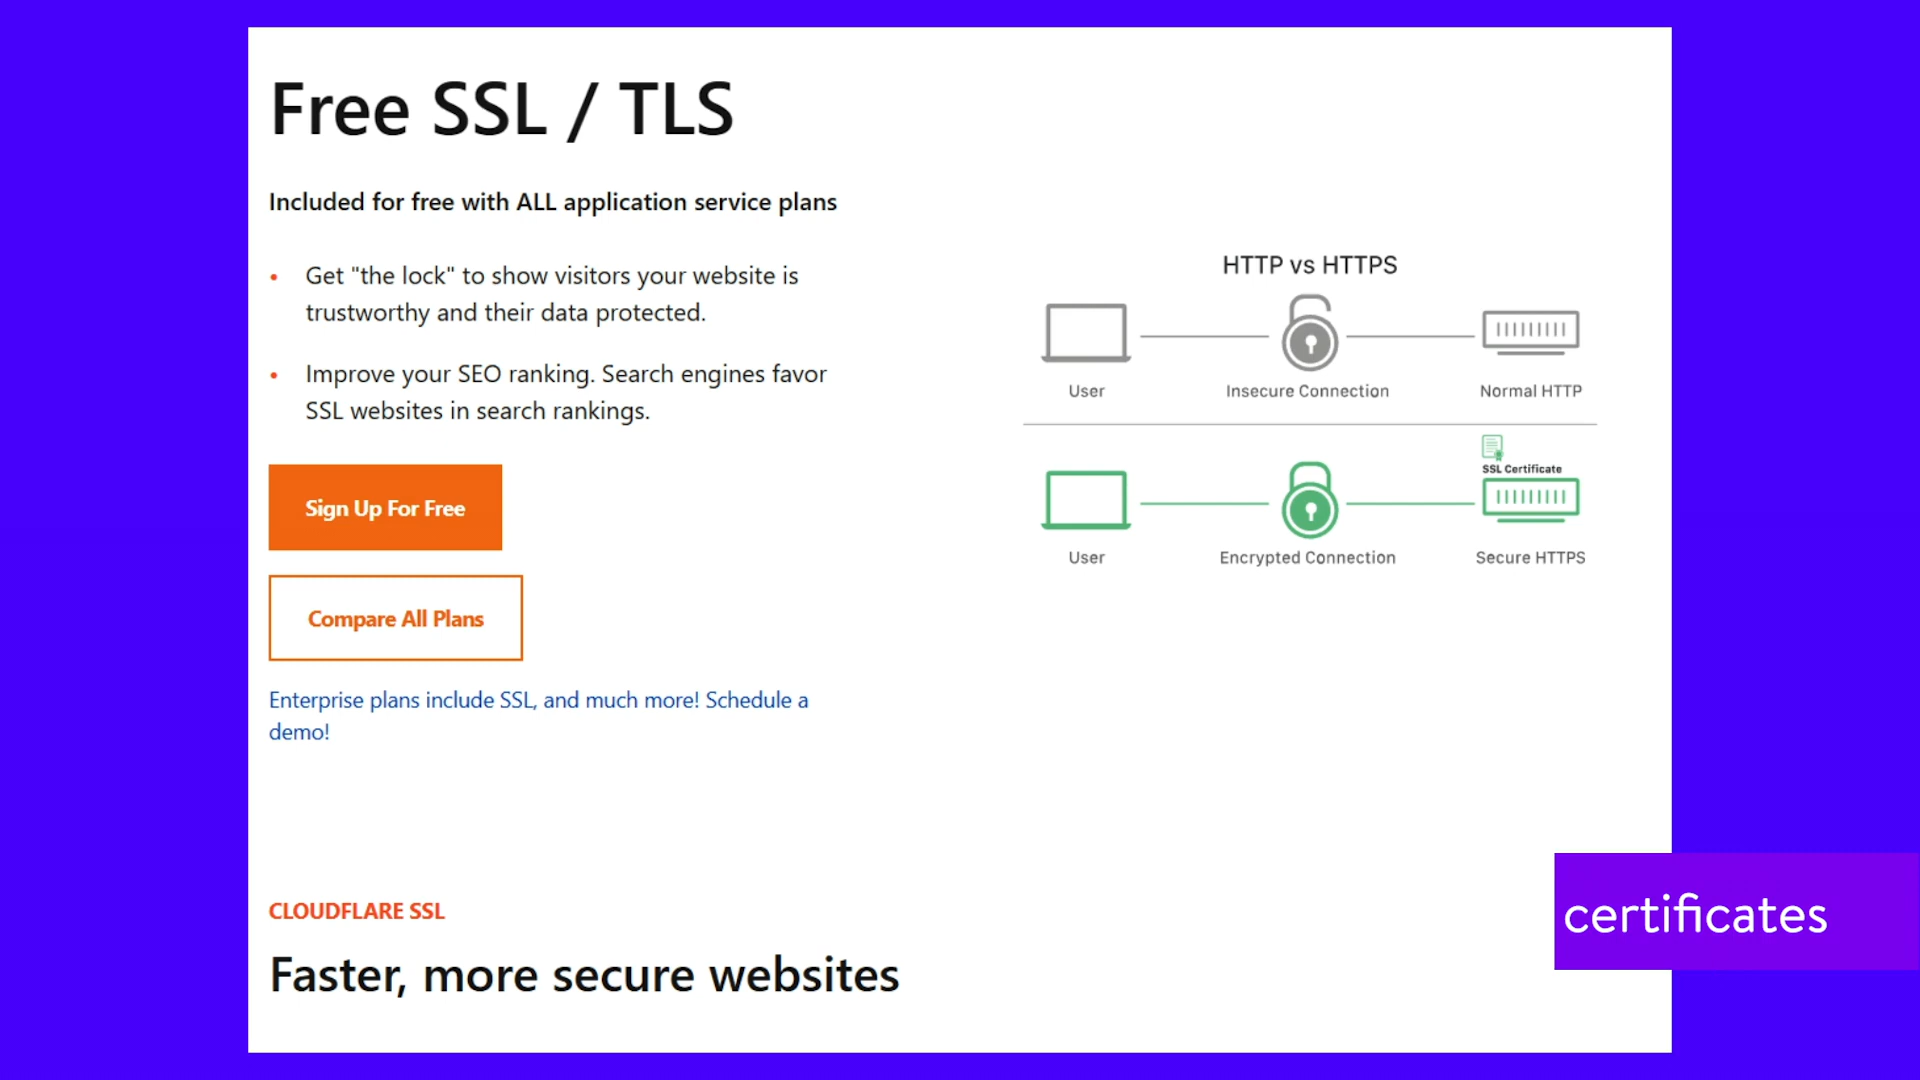 Free SSL / TLS
Included for free with ALL application service plans
• Get "the lock" to show visitors your website is
trustworthy and their data protected.
• Improve your SEO ranking. Search engines favor
SSL websites in search rankings.
Sign Up For Free
Compare All Plans
Enterprise plans include SSL, and much more! Schedule a
demo!
HTTP vs HTTPS
User
Insecure Connection
Normal HTTP
SSL Certificate
User
Encrypted Connection
Secure HTTPS
CLOUDFLARE SSL
Faster, more secure websites
certificates